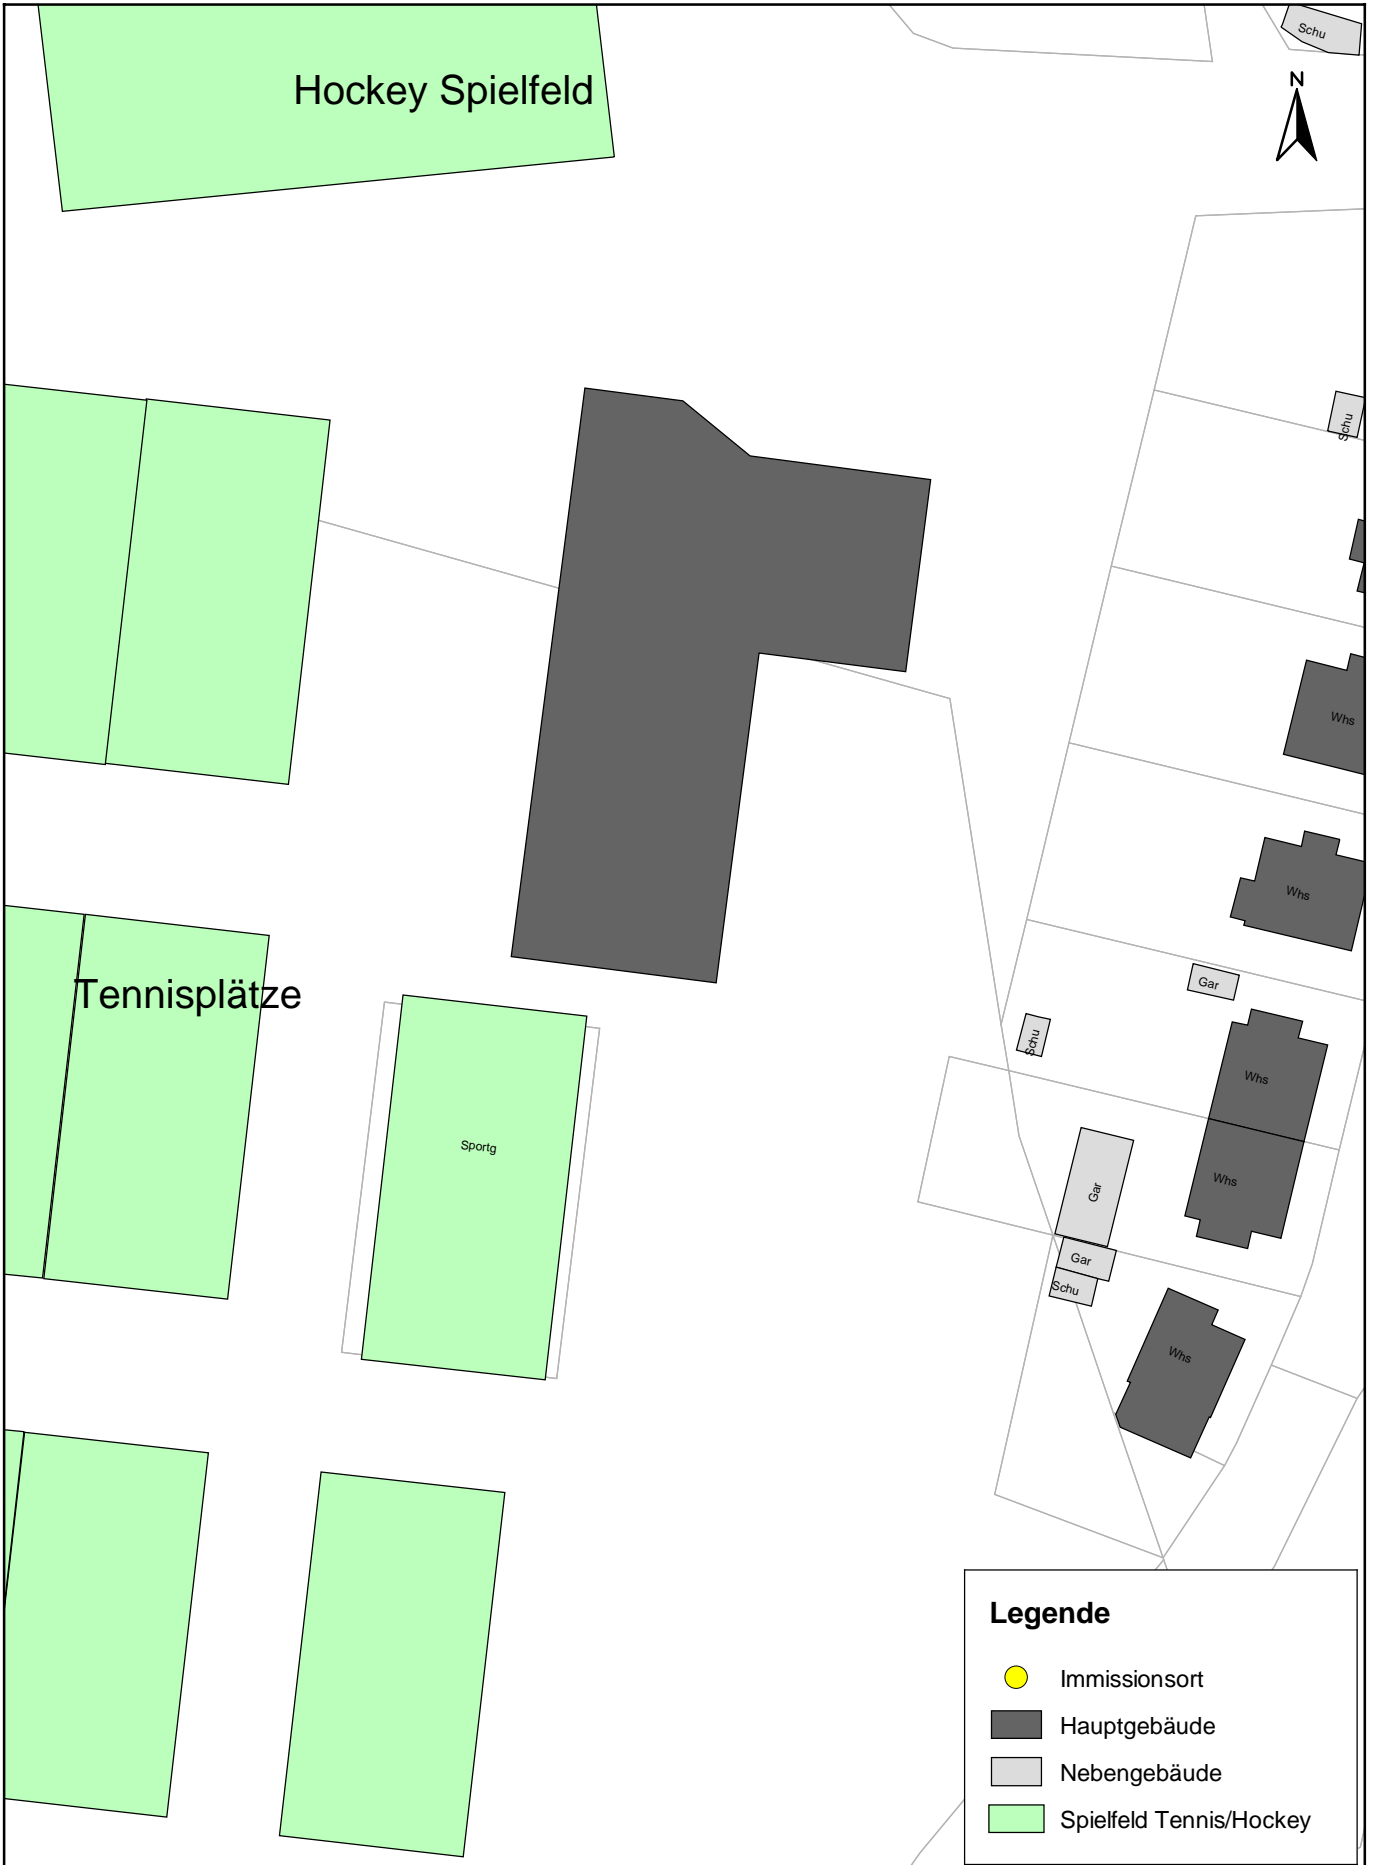 Schu
Hockey Spielfeld
N
Schu
Whs
Whs
Gar
Tennisplätze
Schu
Whs
Sportg
Whs
Gar
Gar
Schu
Whs
Legende
Immissionsort
Hauptgebäude
Nebengebäude
Spielfeld Tennis/Hockey